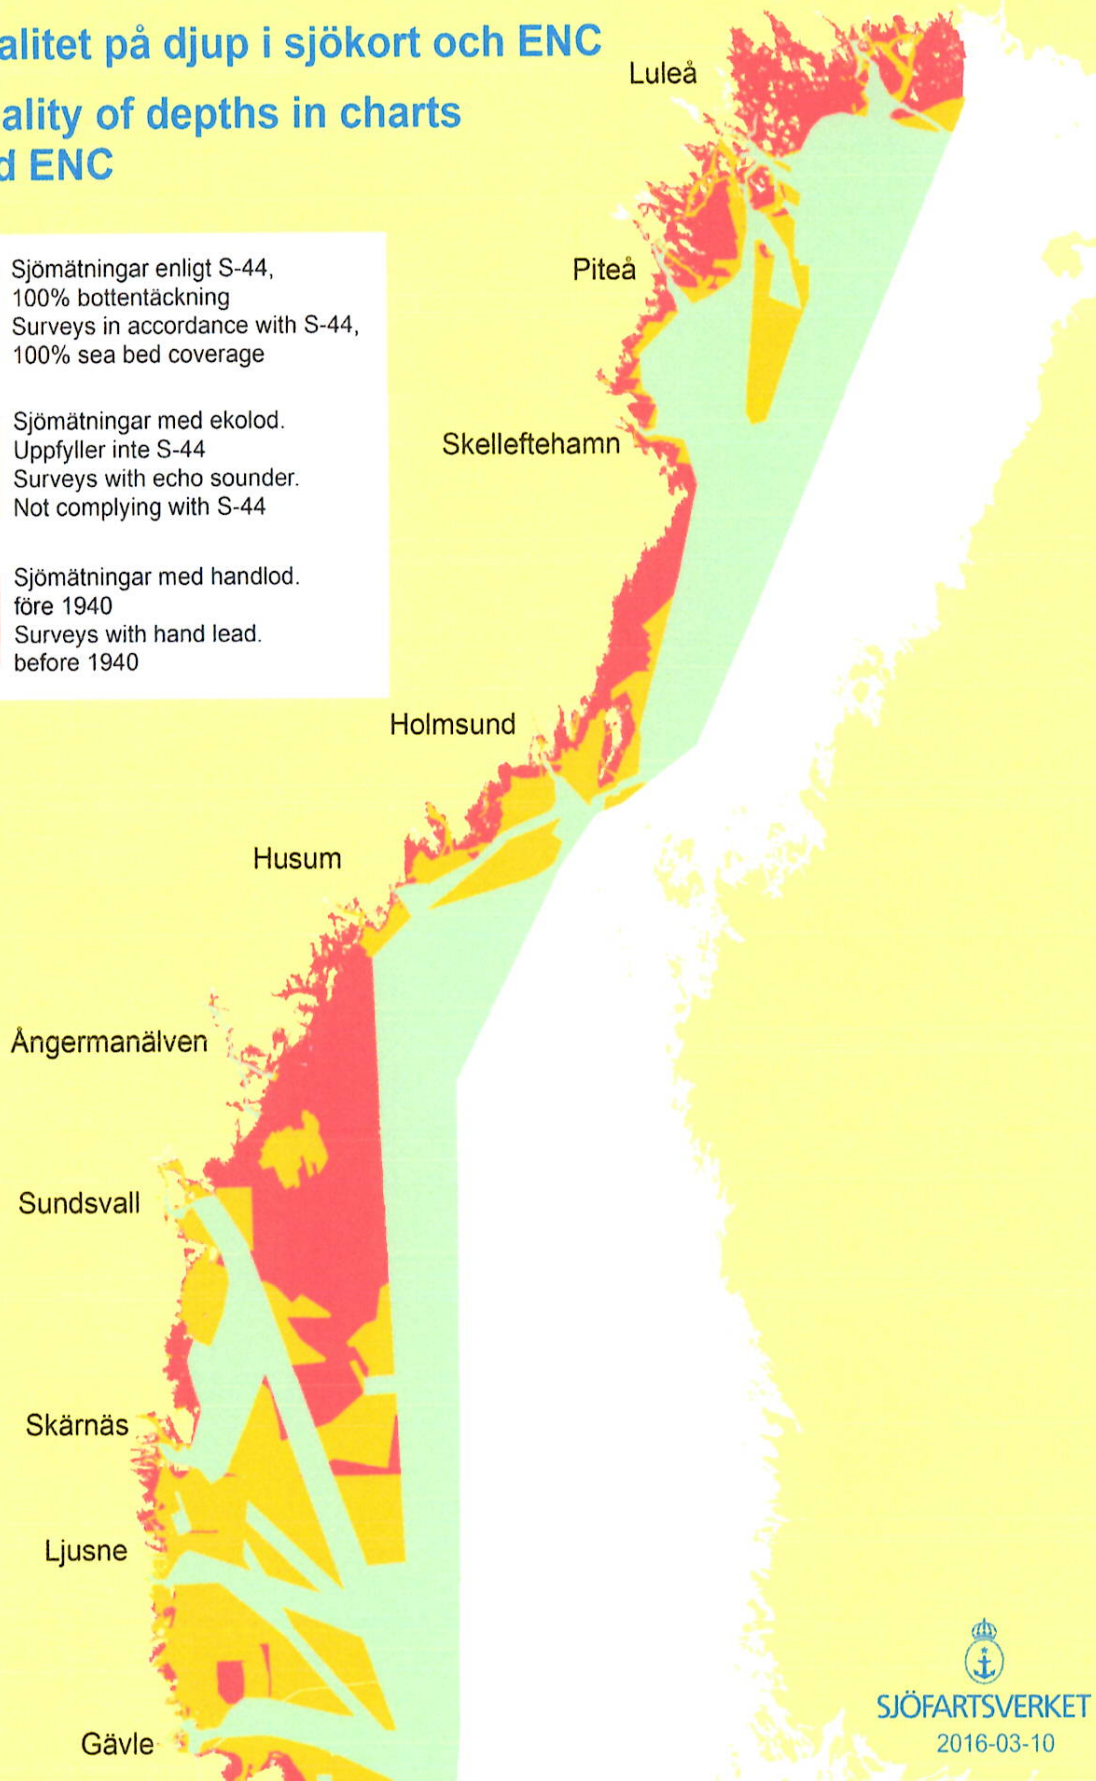 alitet på djup i sjökort och ENC
ality of depths in charts
d ENC
Sjömätningar enligt S-44,
100% bottentäckning
Surveys in accordance with S-44,
100% sea bed coverage
Sjömätningar med ekolod.
Uppfyller inte S-44
Surveys with echo sounder.
Not complying with S-44
Sjömätningar med handlod.
före 1940
Surveys with hand lead.
before 1940
Luleå
Piteå
Skelleftehamn
Holmsund
Husum
Ångermanälven
Sundsvall
Skärnäs
Ljusne
Gävle
SJÖFARTSVERKET
2016-03-10